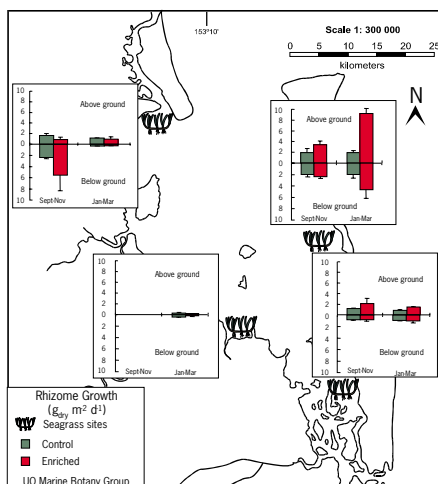 153°10'
Scale 1: 300 000
0 5 10 15 20 25
kilometers
N
10
8
6
4
2
0
2
4
6
8
10
Above ground
Below ground
Sept-Nov Jan-Mar
10
8
6
4
2
0
2
4
6
8
10
Above ground
Below ground
Sept-Nov Jan-Mar
10
8
6
4
2
0
2
4
6
8
10
Above ground
Below ground
Sept-Nov Jan-Mar
10
8
6
4
2
0
2
4
6
8
10
Above ground
Below ground
Sept-Nov Jan-Mar
Rhizome Growth
(gdry m² d¹)
Seagrass sites
Control
Enriched
UQ Marine Botany Group